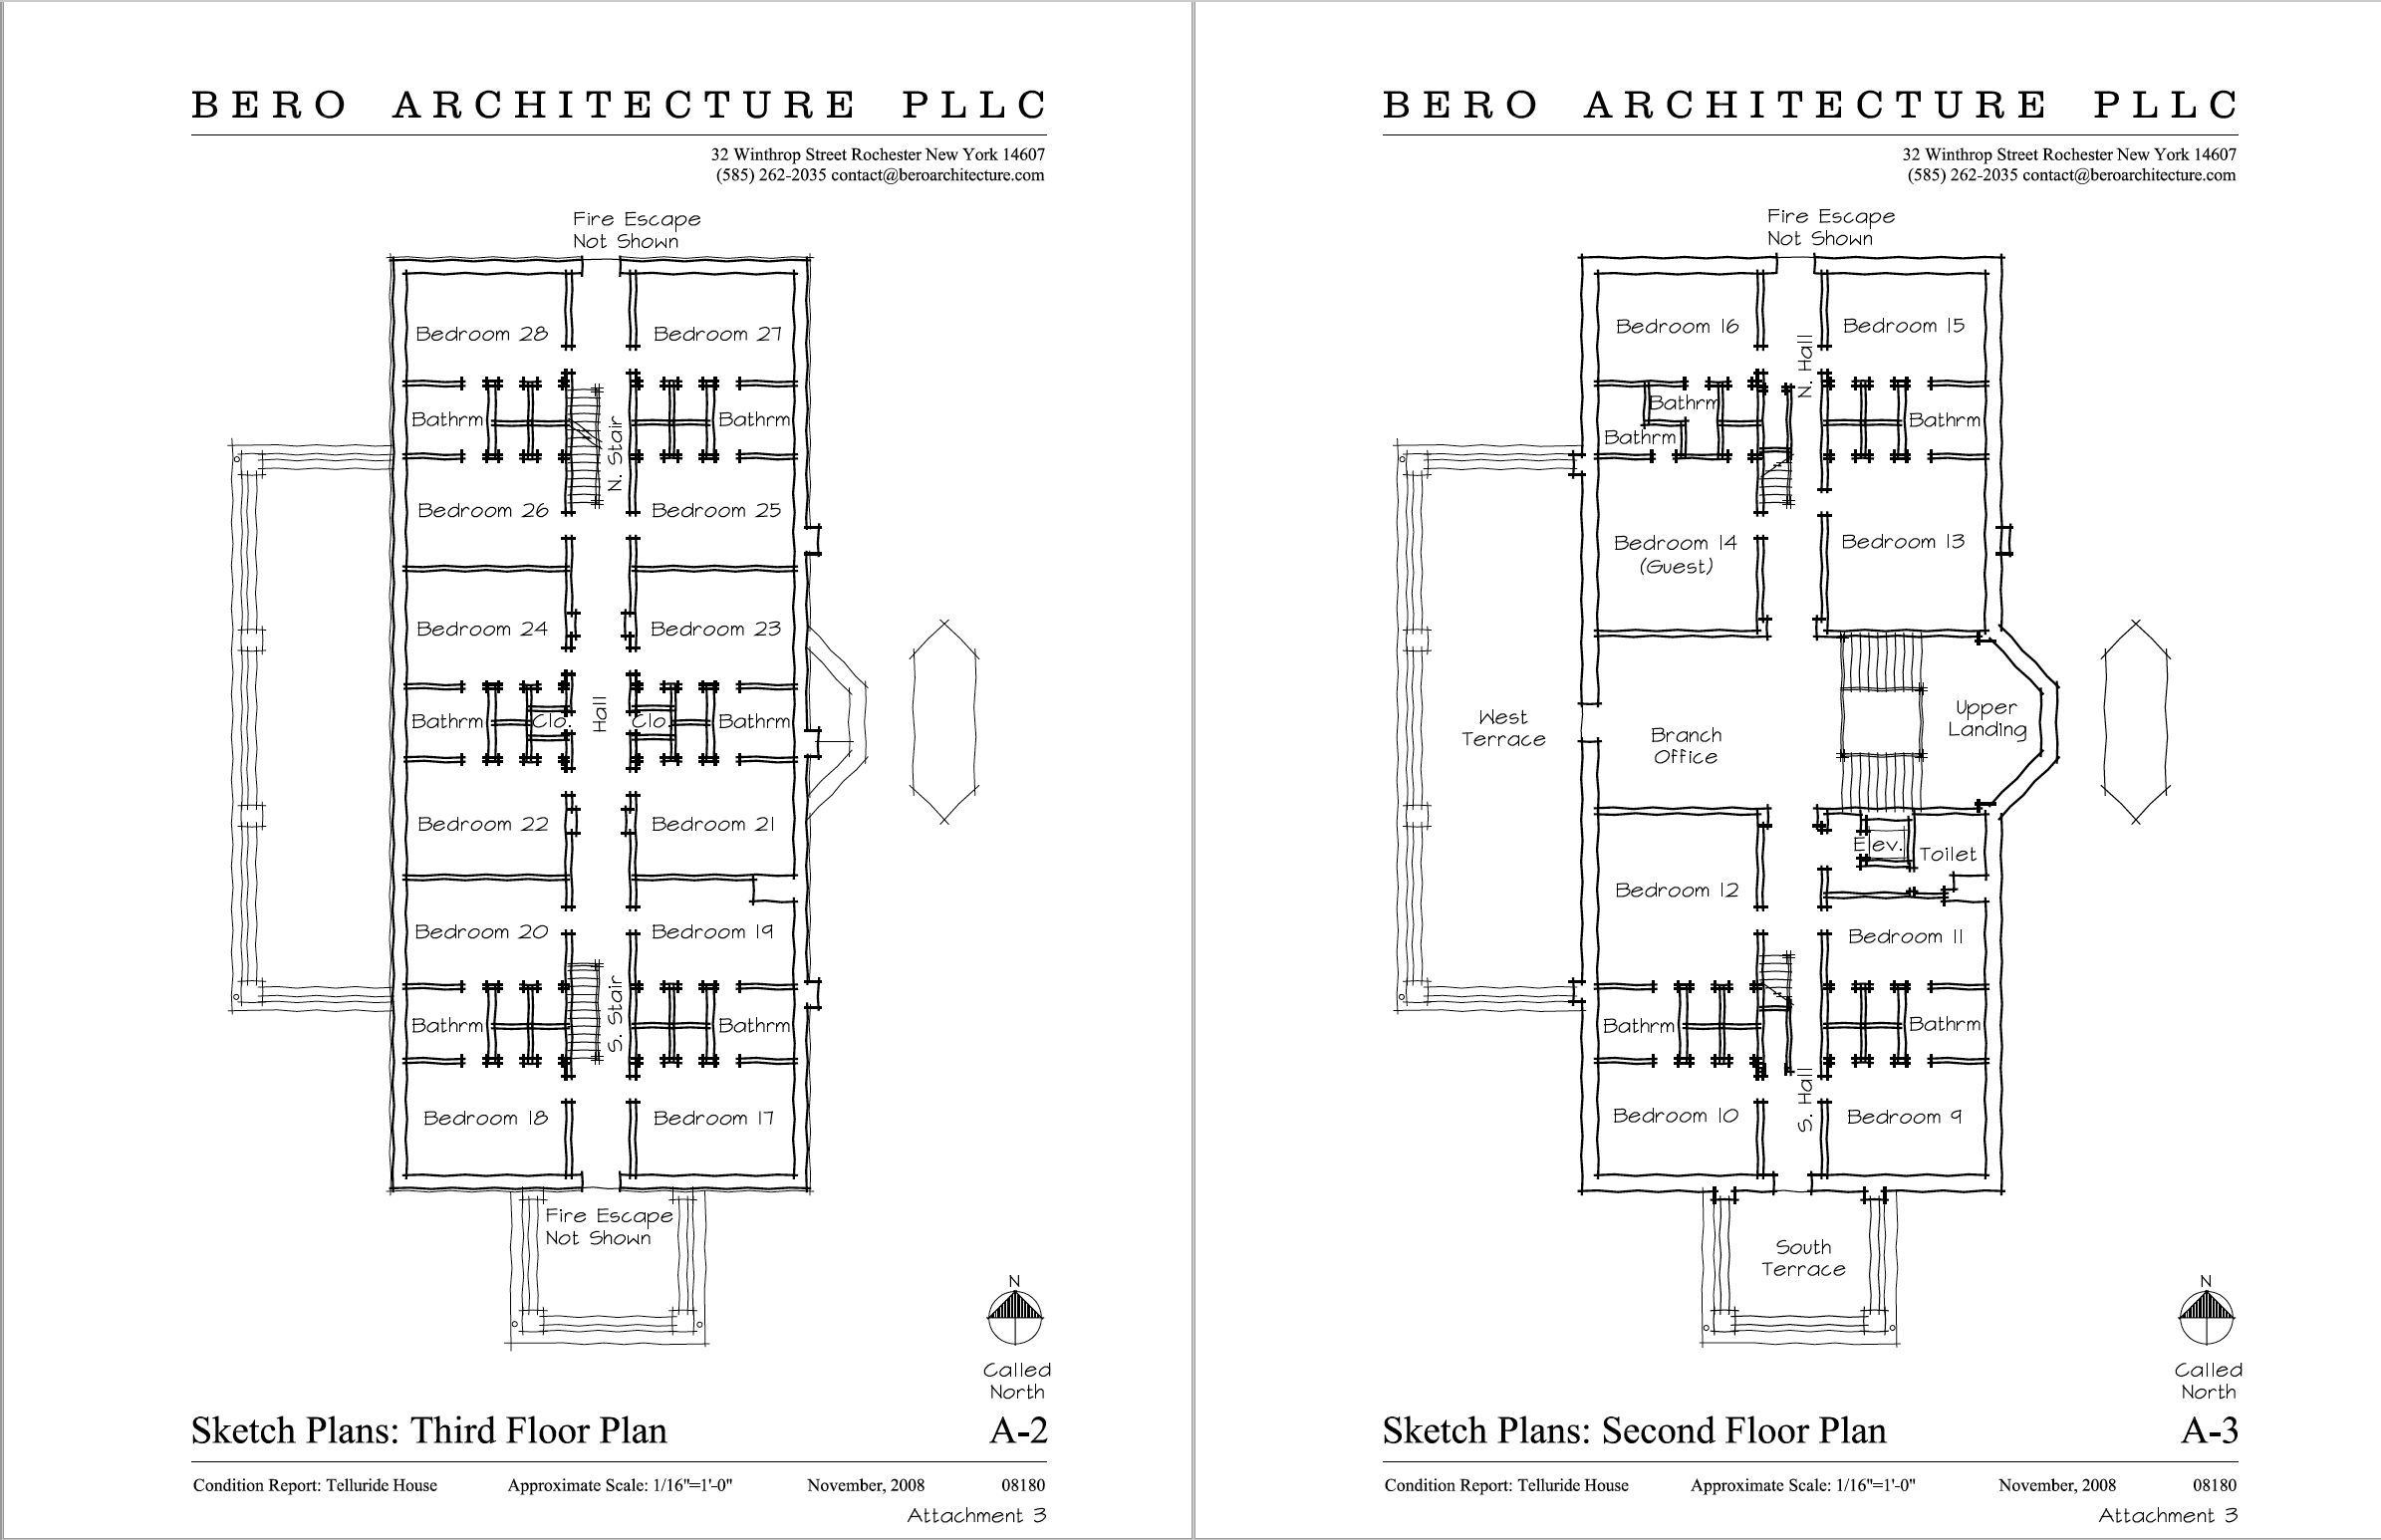 BERO ARCHITECTURE PLLC
32 Winthrop Street Rochester New York 14607
(585) 262-2035 contact@beroarchitecture.com
Fire Escape
Not Shown
Bedroom 28
Bedroom 27
Bathrm
Bathrm
N. Stair
Bedroom 26
Bedroom 25
Bedroom 24
Bedroom 23
Bathrm
Clo.
Hall
Clo.
Bathrm
Bedroom 22
Bedroom 21
Bedroom 20
Bedroom 19
Bathrm
S. Stair
Bathrm
Bedroom 18
Bedroom 17
Fire Escape
Not Shown
N
Called
North
Sketch Plans: Third Floor Plan
A-2
Condition Report: Telluride House
Approximate Scale: 1/16"=1'-0"
November, 2008
08180
Attachment 3
BERO ARCHITECTURE PLLC
32 Winthrop Street Rochester New York 14607
(585) 262-2035 contact@beroarchitecture.com
Fire Escape
Not Shown
Bedroom 16
N. Hall
Bedroom 15
Bathrm
Bathrm
Bathrm
Bedroom 14
(Guest)
Bedroom 13
West
Terrace
Branch
Office
Upper
Landing
Elev.
Toilet
Bedroom 12
Bedroom 11
Bathrm
Bathrm
S. Hall
Bedroom 10
Bedroom 9
South
Terrace
N
Called
North
Sketch Plans: Second Floor Plan
A-3
Condition Report: Telluride House
Approximate Scale: 1/16"=1'-0"
November, 2008
08180
Attachment 3